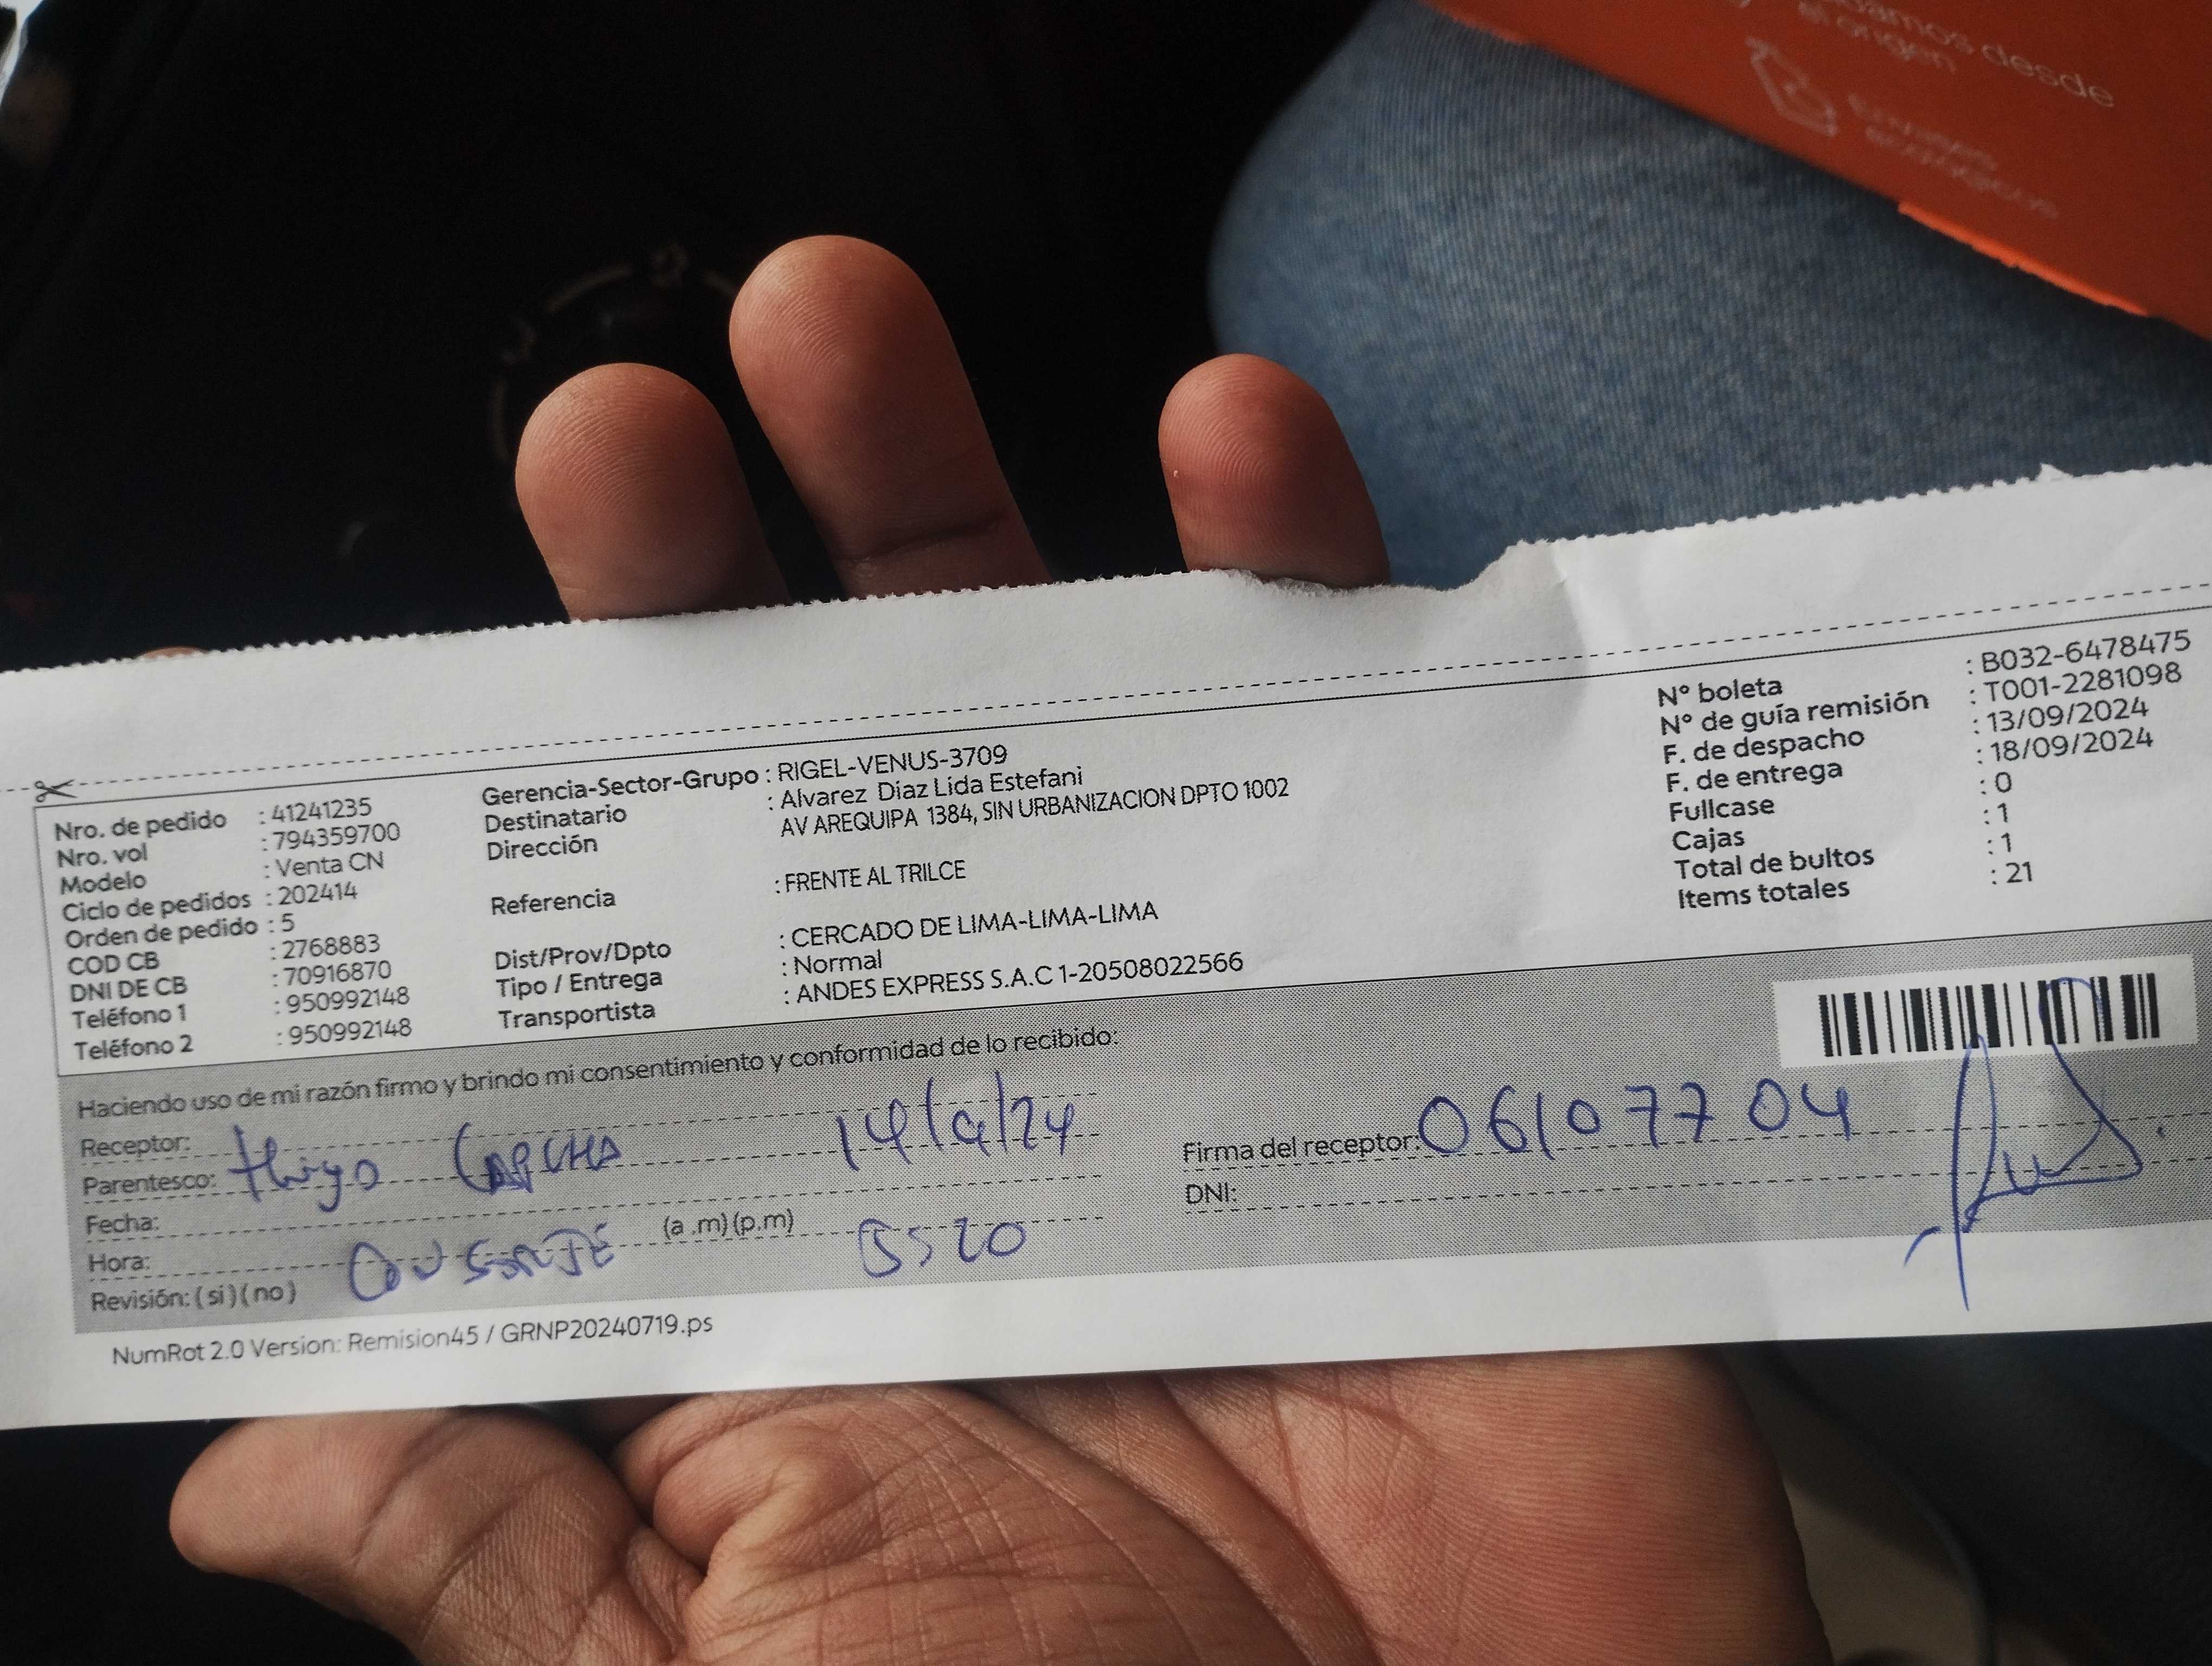 desde
el origen
Nro. de pedido : 41241235
Nro. vol : 794359700
Modelo : Venta CN
Ciclo de pedidos : 202414
Orden de pedido : 5
COD CB : 2768883
DNI DE CB : 70916870
Teléfono 1 : 950992148
Teléfono 2 : 950992148
Gerencia-Sector-Grupo : RIGEL-VENUS-3709
Destinatario : Alvarez Diaz Lida Estefani
Dirección AV AREQUIPA 1384, SIN URBANIZACION DPTO 1002
Referencia : FRENTE AL TRILCE
Dist/Prov/Dpto : CERCADO DE LIMA-LIMA-LIMA
Tipo / Entrega : Normal
Transportista : ANDES EXPRESS S.A.C 1-20508022566
N° boleta : B032-6478475
N° de guía remisión : T001-2281098
F. de despacho : 13/09/2024
F. de entrega : 18/09/2024
Fullcase : 0
Cajas : 1
Total de bultos : 1
Items totales : 21
Haciendo uso de mi razón firmo y brindo mi consentimiento y conformidad de lo recibido:
Receptor:
Parentesco: 14/9/24
Fecha:
Hora: (a .m) (p.m)
Revisión: ( si ) ( no )
Firma del receptor: 06107704
DNI:
NumRot 2.0 Version: Remision45 / GRNP20240719.ps